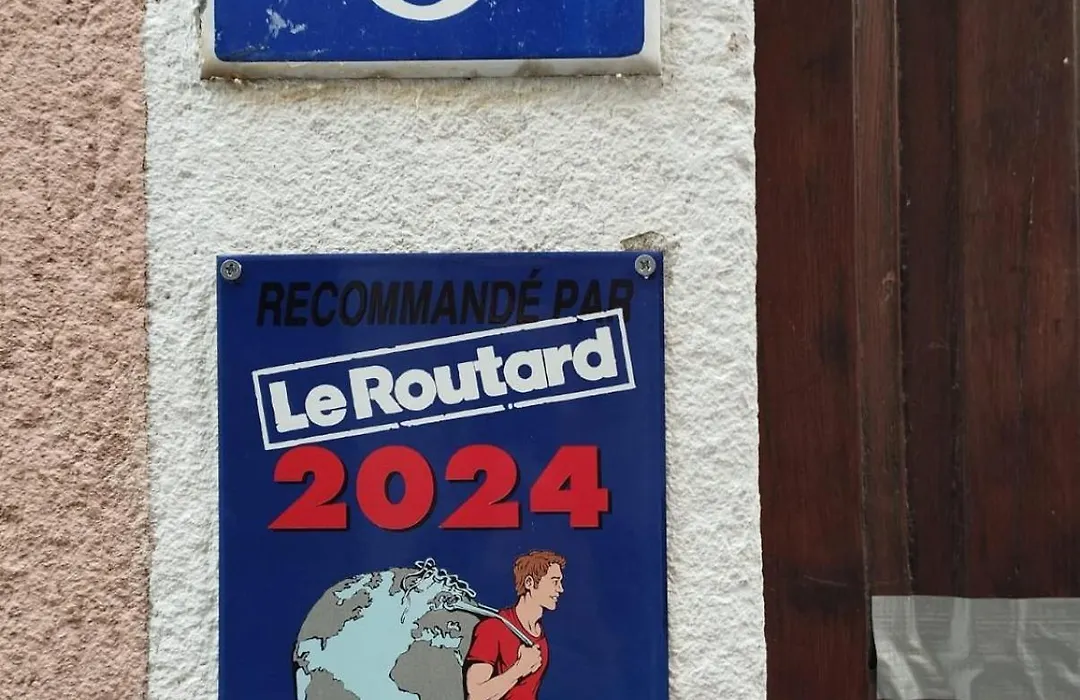 RECOMMANDÉ PAR
Le Routard
2024